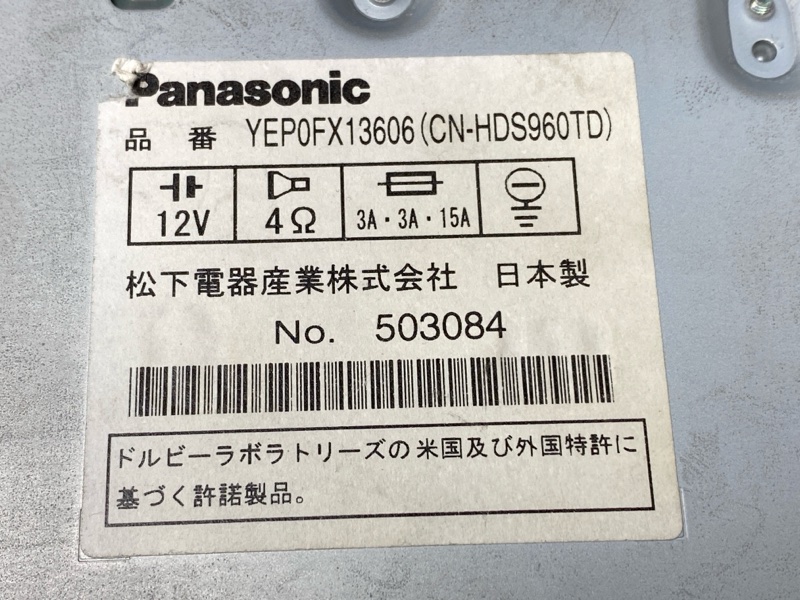 Panasonic
品 番 YEP0FX13606(CN-HDS960TD)
12V 4Ω 3A・3A・15A
松下電器産業株式会社 日本製
No. 503084
ドルビーラボラトリーズの米国及び外国特許に
基づく許諾製品。